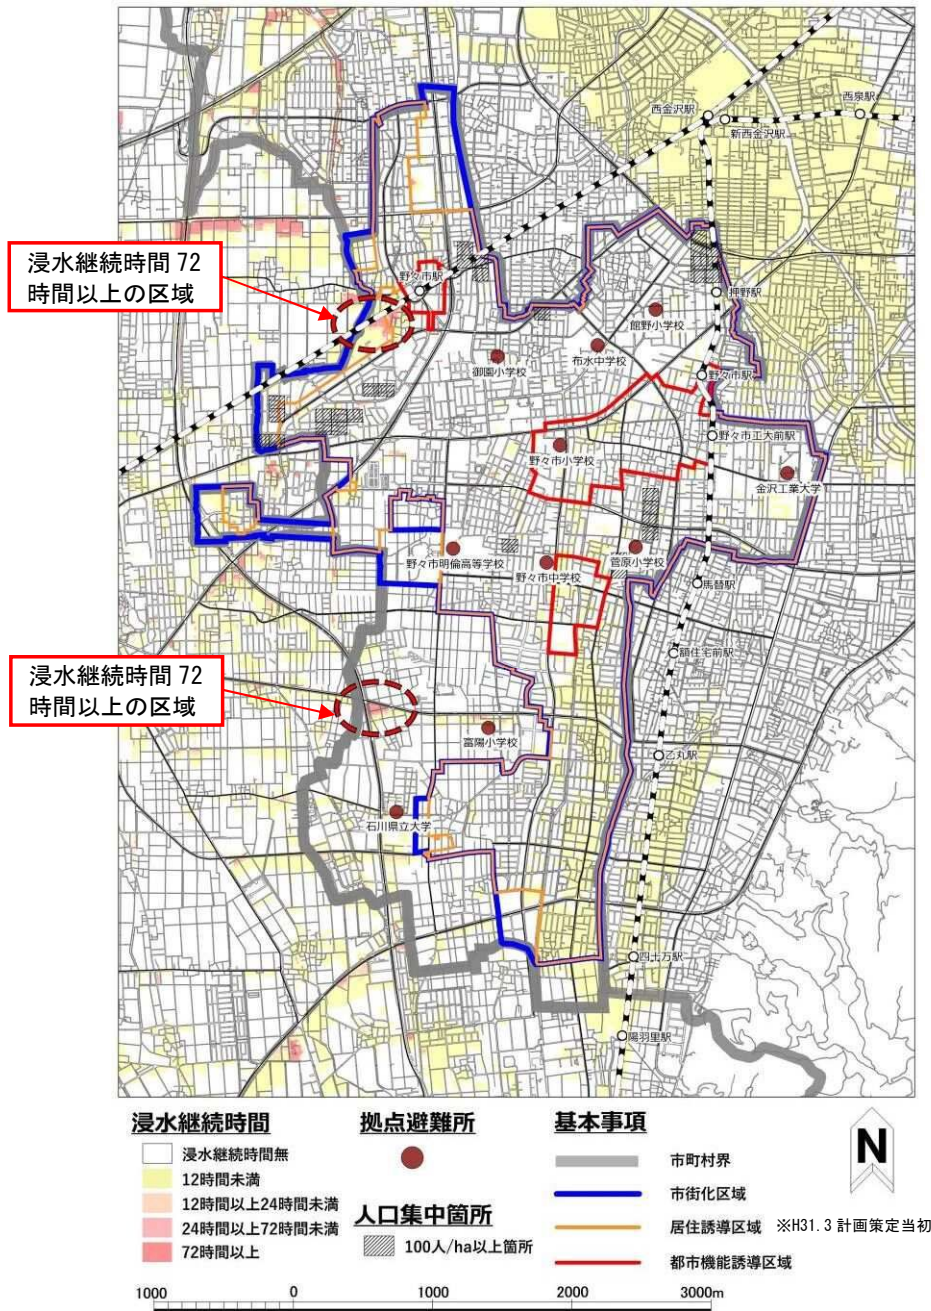 西金沢駅
西泉駅
新西金沢駅
浸水継続時間 72
時間以上の区域
野々市駅
押野駅
館野小学校
布水中学校
御園小学校
野々市駅
野々市工大前駅
野々市小学校
金沢工業大学
野々市明倫高等学校
野々市中学校
菅原小学校
馬替駅
額住宅前駅
浸水継続時間 72
時間以上の区域
富陽小学校
乙丸駅
石川県立大学
四十万駅
陽羽里駅
浸水継続時間
浸水継続時間無
12時間未満
12時間以上24時間未満
24時間以上72時間未満
72時間以上
拠点避難所
人口集中箇所
100人/ha以上箇所
基本事項
市町村界
市街化区域
居住誘導区域 ※H31.3 計画策定当初
都市機能誘導区域
N
1000 0 1000 2000 3000m